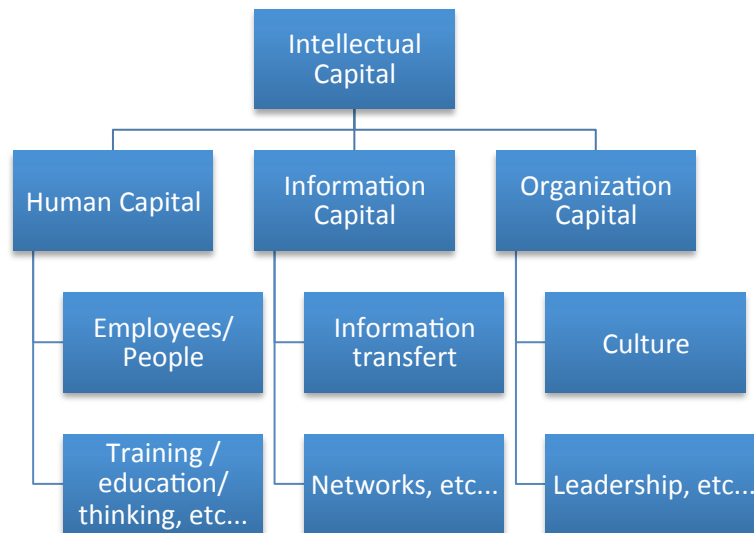 Intellectual
Capital
Human Capital
Information
Capital
Organization
Capital
Employees/
People
Information
transfert
Culture
Training /
education/
thinking, etc...
Networks, etc...
Leadership, etc...